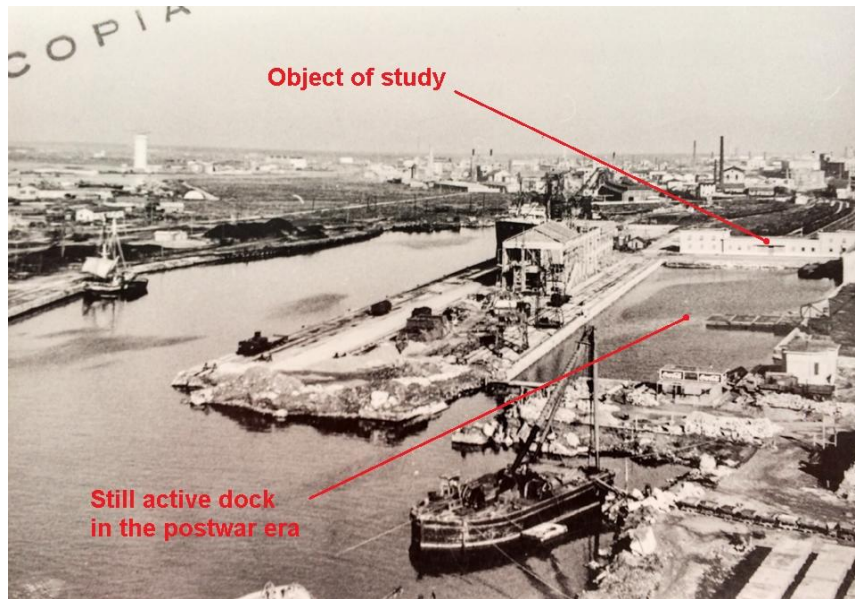 COPIA
Object of study
Still active dock
in the postwar era